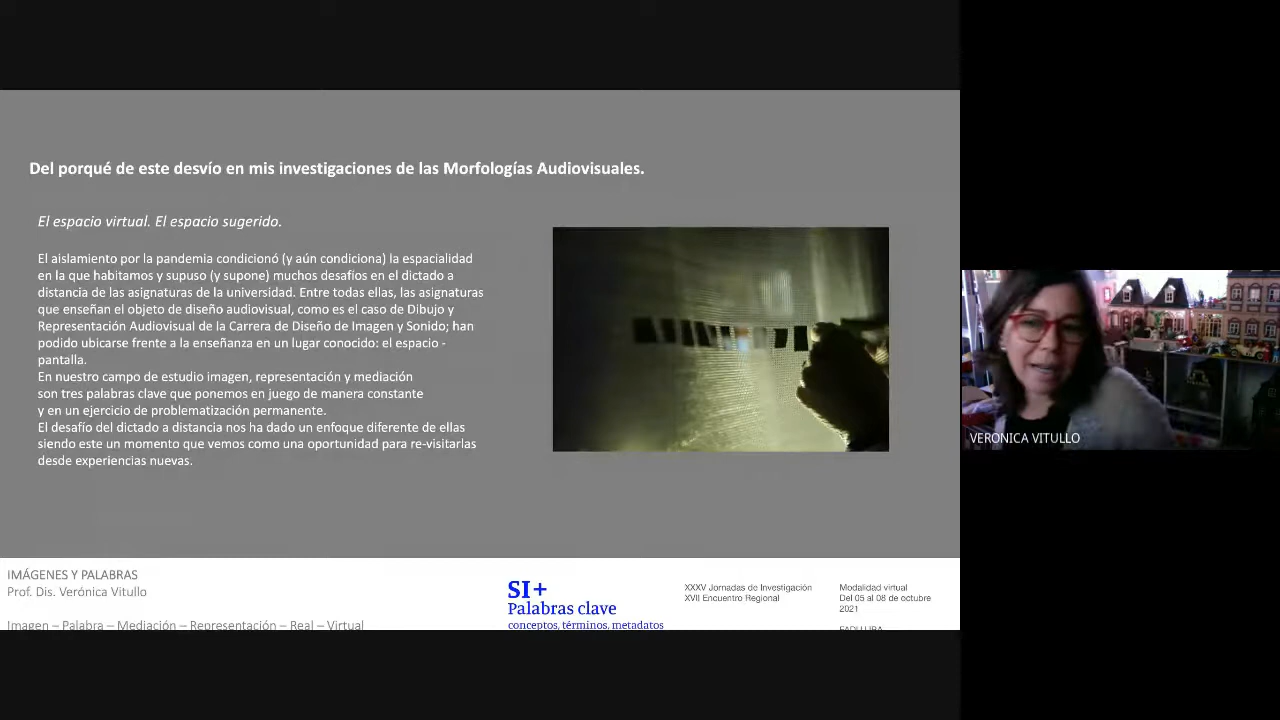 Del porqué de este desvío en mis investigaciones de las Morfologías Audiovisuales.
El espacio virtual. El espacio sugerido.
El aislamiento por la pandemia condicionó (y aún condiciona) la espacialidad
en la que habitamos y supuso (y supone) muchos desafíos en el dictado a
distancia de las asignaturas de la universidad. Entre todas ellas, las asignaturas
que enseñan el objeto de diseño audiovisual, como es el caso de Dibujo y
Representación Audiovisual de la Carrera de Diseño de Imagen y Sonido; han
podido ubicarse frente a la enseñanza en un lugar conocido: el espacio -
pantalla.
En nuestro campo de estudio imagen, representación y mediación
son tres palabras clave que ponemos en juego de manera constante
y en un ejercicio de problematización permanente.
El desafío del dictado a distancia nos ha dado un enfoque diferente de ellas
siendo este un momento que vemos como una oportunidad para re-visitarlas
desde experiencias nuevas.
VERONICA VITULLO
IMÁGENES Y PALABRAS
Prof. Dis. Verónica Vitullo
Imagen – Palabra – Mediación – Representación – Real – Virtual
SI+
Palabras clave
conceptos, términos, metadatos
XXXV Jornadas de Investigación
XVII Encuentro Regional
Modalidad virtual
Del 05 al 08 de octubre
2021